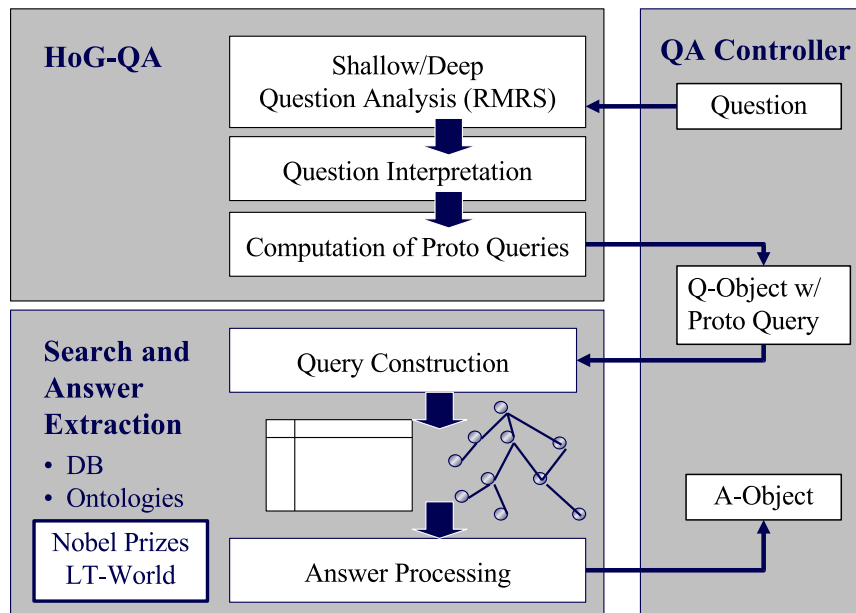 HoG-QA
Shallow/Deep
Question Analysis (RMRS)
Question Interpretation
Computation of Proto Queries
QA Controller
Question
Q-Object w/
Proto Query
A-Object
Search and
Answer
Extraction
• DB
• Ontologies
Nobel Prizes
LT-World
Query Construction
Answer Processing